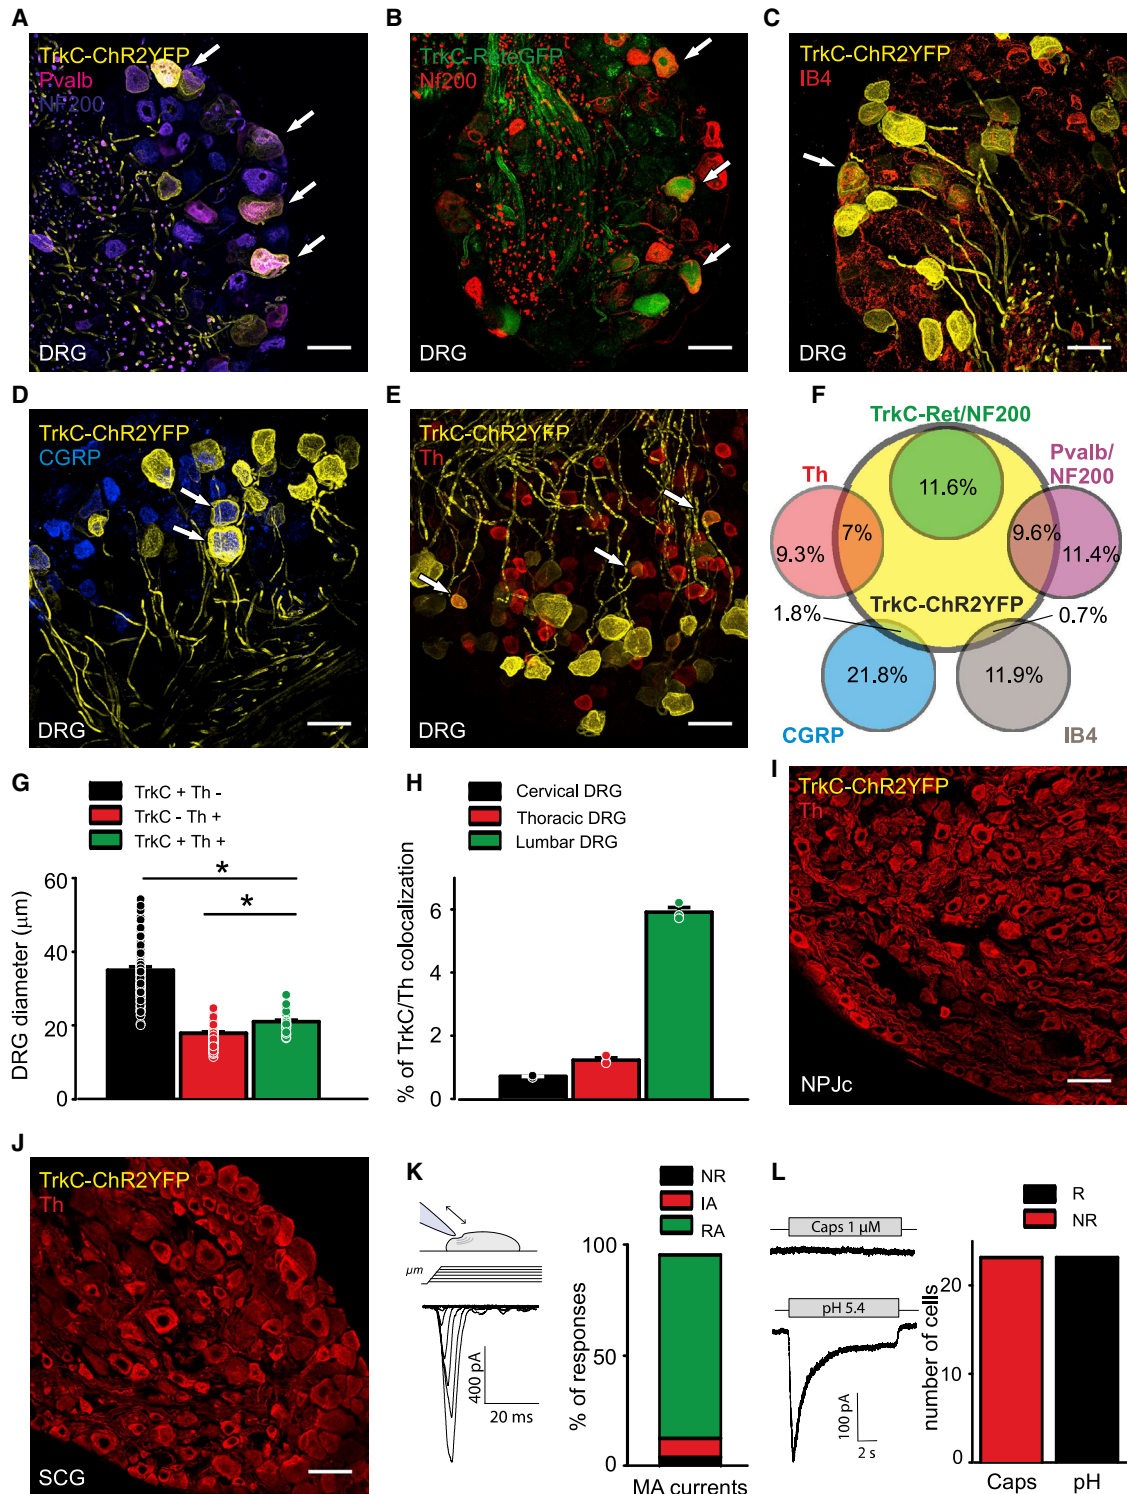 A
TrkC-ChR2YFP
Pvalb
NF200
DRG
B
TrkC-ReteGFP
Nf200
DRG
C
TrkC-ChR2YFP
IB4
DRG
D
TrkC-ChR2YFP
CGRP
DRG
E
TrkC-ChR2YFP
Th
DRG
F
TrkC-Ret/NF200
Pvalb/
NF200
Th
11.6%
7%
9.3%
9.6%
11.4%
TrkC-ChR2YFP
1.8%
0.7%
21.8%
11.9%
CGRP
IB4
G
TrkC + Th -
TrkC - Th +
TrkC + Th +
*
*
DRG diameter (μm)
60
40
20
0
H
Cervical DRG
Thoracic DRG
Lumbar DRG
% of TrkC/Th colocalization
6
4
2
0
I
TrkC-ChR2YFP
Th
NPJc
J
TrkC-ChR2YFP
Th
SCG
K
μm
400 pA
20 ms
NR
IA
RA
% of responses
100
50
0
MA currents
L
Caps 1 μM
pH 5.4
100 pA
2 s
R
NR
number of cells
20
0
Caps
pH